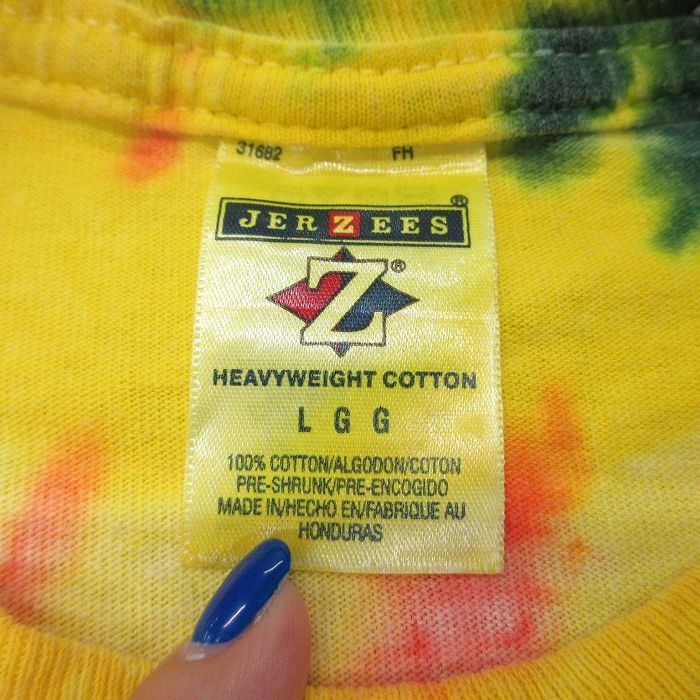 31682 FH
JERZEES®
Z®
HEAVYWEIGHT COTTON
L G G
100% COTTON/ALGODON/COTON
PRE-SHRUNK/PRE-ENCOGIDO
MADE IN/HECHO EN/FABRIQUE AU
HONDURAS